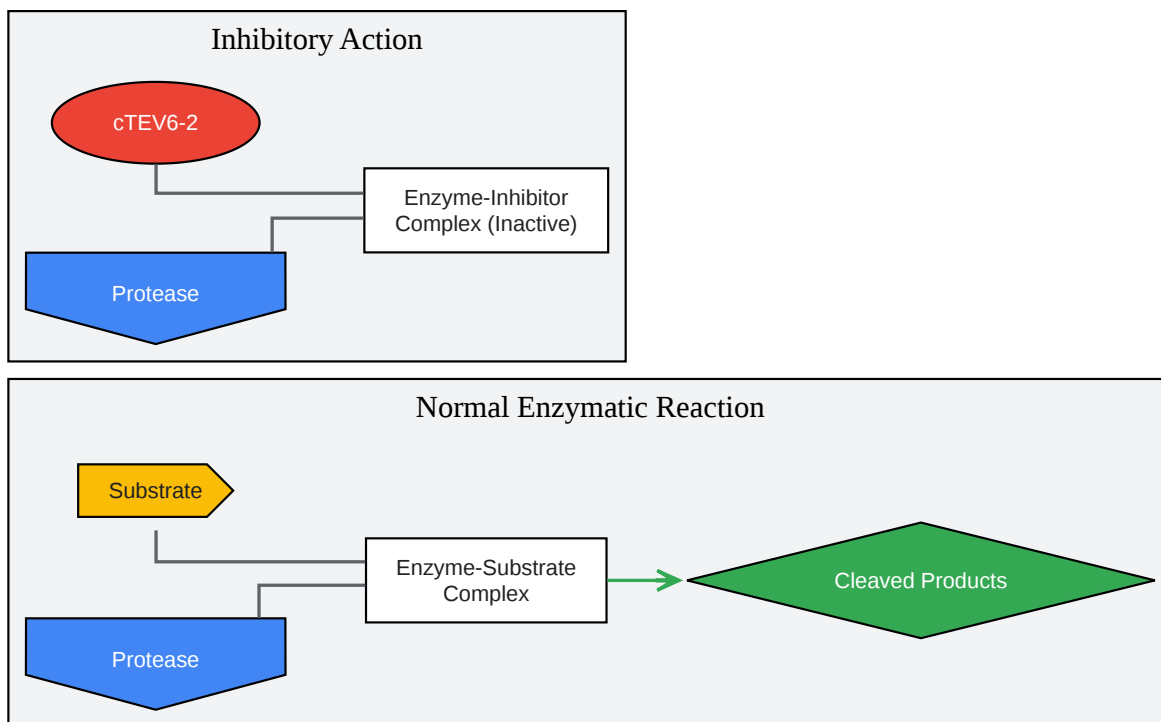 Inhibitory Action
cTEV6-2
Enzyme-Inhibitor
Complex (Inactive)
Protease
Normal Enzymatic Reaction
Substrate
Enzyme-Substrate
Complex
Cleaved Products
Protease